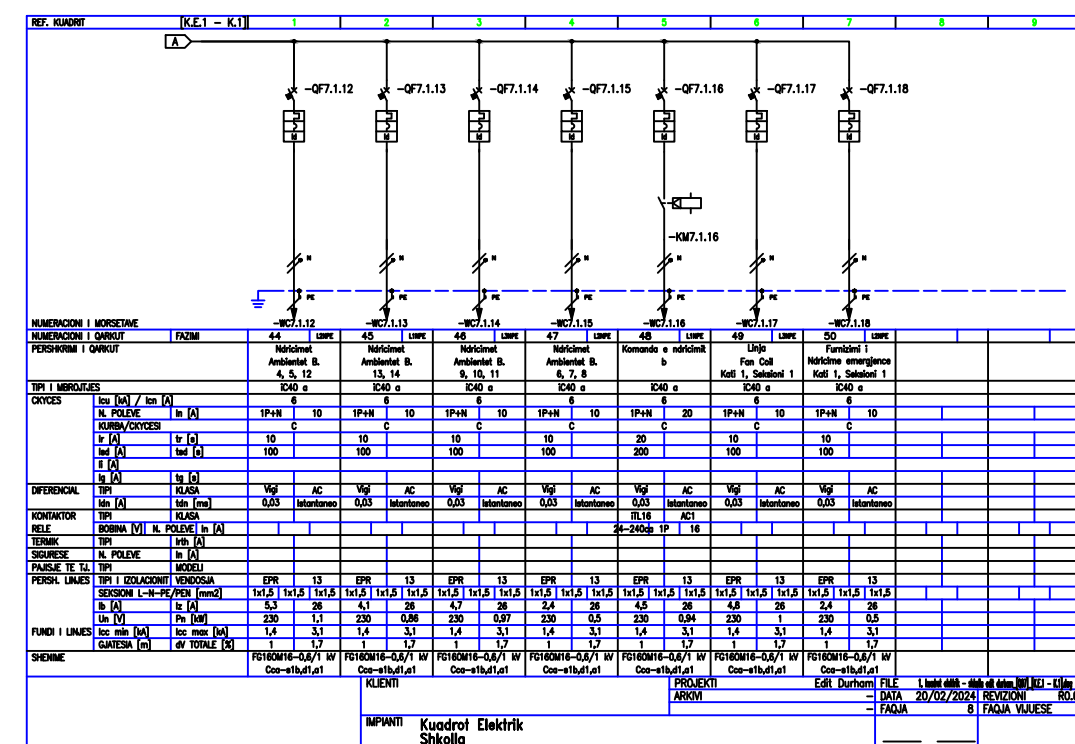 REF. KUADRIT [K.E.1 - K.1] 1 2 3 4 5 6 7 8 9
A
-QF7.1.12 -QF7.1.13 -QF7.1.14 -QF7.1.15 -QF7.1.16 -QF7.1.17 -QF7.1.18
Id Id Id Id Id Id Id
-KM7.1.16
N N N N N N N
PE PE PE PE PE PE PE
NUMERACIONI I MORSETAVE -WC7.1.12 -WC7.1.13 -WC7.1.14 -WC7.1.15 -WC7.1.16 -WC7.1.17 -WC7.1.18
NUMERACIONI I QARKUT FAZIMI 44 L1NPE 45 L2NPE 46 L3NPE 47 L1NPE 48 L1NPE 49 L2NPE 50 L3NPE
PERSHKRIMI I QARKUT Ndricimet Ndricimet Ndricimet Ndricimet Komanda e ndricimit Linja Furnizimi i
Ambientet B. Ambientet B. Ambientet B. Ambientet B. b Fan Coil Ndricime emergjence
4, 5, 12 13, 14 9, 10, 11 6, 7, 8 Kati 1, Seksioni 1 Kati 1, Seksioni 1
TIPI I MBROJTJES iC40 a iC40 a iC40 a iC40 a iC40 a iC40 a iC40 a
CKYCES Icu [kA] / Icn [A] 6 6 6 6 6 6 6
N. POLEVE In [A] 1P+N 10 1P+N 10 1P+N 10 1P+N 10 1P+N 20 1P+N 10 1P+N 10
KURBA/CKYCESI C C C C C C C
Ir [A] tr [s] 10 10 10 10 20 10 10
Isd [A] tsd [s] 100 100 100 100 200 100 100
Ii [A]
Ig [A] tg [s]
DIFERENCIAL TIPI KLASA Vigi AC Vigi AC Vigi AC Vigi AC Vigi AC Vigi AC Vigi AC
Idn [A] tdn [ms] 0,03 Istantaneo 0,03 Istantaneo 0,03 Istantaneo 0,03 Istantaneo 0,03 Istantaneo 0,03 Istantaneo 0,03 Istantaneo
KONTAKTOR TIPI KLASA iTL16 AC1
RELE BOBINA [V] N. POLEVE In [A] 24-240ca 1P 16
TERMIK TIPI Irth [A]
SIGURESE N. POLEVE In [A]
PAJISJE TE TJ. TIPI MODELI
PERSH. LINJES TIPI I IZOLACIONIT VENDOSJA EPR 13 EPR 13 EPR 13 EPR 13 EPR 13 EPR 13 EPR 13
SEKSIONI L-N-PE/PEN [mm2] 1x1,5 1x1,5 1x1,5 1x1,5 1x1,5 1x1,5 1x1,5 1x1,5 1x1,5 1x1,5 1x1,5 1x1,5 1x1,5 1x1,5 1x1,5 1x1,5 1x1,5 1x1,5 1x1,5 1x1,5 1x1,5
Ib [A] Iz [A] 5,3 26 4,1 26 4,7 26 2,4 26 4,5 26 4,8 26 2,4 26
Un [V] Pn [kW] 230 1,1 230 0,86 230 0,97 230 0,5 230 0,94 230 1 230 0,5
FUNDI I LINJES Icc min [kA] Icc max [kA] 1,4 3,1 1,4 3,1 1,4 3,1 1,4 3,1 1,4 3,1 1,4 3,1 1,4 3,1
GJATESIA [m] dV TOTALE [%] 1 1,7 1 1,7 1 1,7 1 1,7 1 1,7 1 1,7 1 1,7
SHENIME FG16OM16-0,6/1 kV FG16OM16-0,6/1 kV FG16OM16-0,6/1 kV FG16OM16-0,6/1 kV FG16OM16-0,6/1 kV FG16OM16-0,6/1 kV FG16OM16-0,6/1 kV
Cca-s1b,d1,a1 Cca-s1b,d1,a1 Cca-s1b,d1,a1 Cca-s1b,d1,a1 Cca-s1b,d1,a1 Cca-s1b,d1,a1 Cca-s1b,d1,a1
KLIENTI PROJEKTI Edit Durham FILE
ARKIVI - DATA 20/02/2024 REVIZIONI
- FAQJA 8 FAQJA VIJUESE
IMPIANTI Kuadrot Elektrik
Shkolla